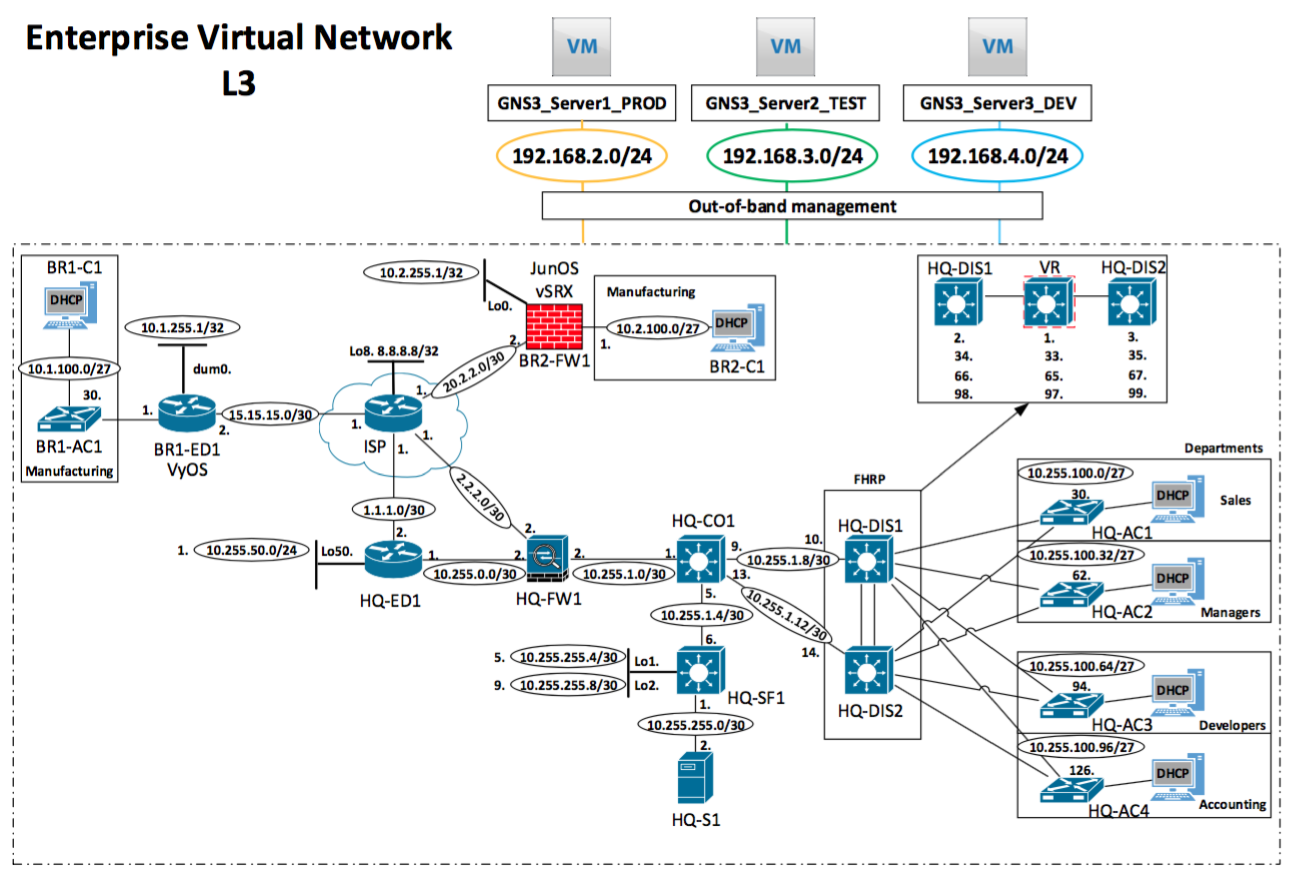 Enterprise Virtual Network
L3
VM
VM
VM
GNS3_Server1_PROD
GNS3_Server2_TEST
GNS3_Server3_DEV
192.168.2.0/24
192.168.3.0/24
192.168.4.0/24
Out-of-band management
BR1-C1
DHCP
10.1.100.0/27
30.
BR1-AC1
Manufacturing
10.1.255.1/32
dum0.
1.
2.
BR1-ED1
VyOS
15.15.15.0/30
Lo8. 8.8.8.8/32
1.
1.
1.
1.
ISP
20.2.2.0/30
2.
10.2.255.1/32
Lo0.
JunOS
vSRX
BR2-FW1
Manufacturing
10.2.100.0/27
1.
DHCP
BR2-C1
HQ-DIS1
VR
HQ-DIS2
2.
1.
3.
34.
33.
35.
66.
65.
67.
98.
97.
99.
1.1.1.0/30
2.
2.2.2.0/30
2.
1.
10.255.50.0/24
Lo50.
HQ-ED1
1.
10.255.0.0/30
2.
HQ-FW1
2.
10.255.1.0/30
1.
HQ-CO1
9.
10.255.1.8/30
10.
13.
10.255.1.12/30
14.
5.
10.255.1.4/30
6.
5.
10.255.255.4/30
Lo1.
9.
10.255.255.8/30
Lo2.
HQ-SF1
1.
10.255.255.0/30
2.
HQ-S1
FHRP
HQ-DIS1
HQ-DIS2
Departments
10.255.100.0/27
30.
HQ-AC1
DHCP
Sales
10.255.100.32/27
62.
HQ-AC2
DHCP
Managers
10.255.100.64/27
94.
HQ-AC3
DHCP
Developers
10.255.100.96/27
126.
HQ-AC4
DHCP
Accounting